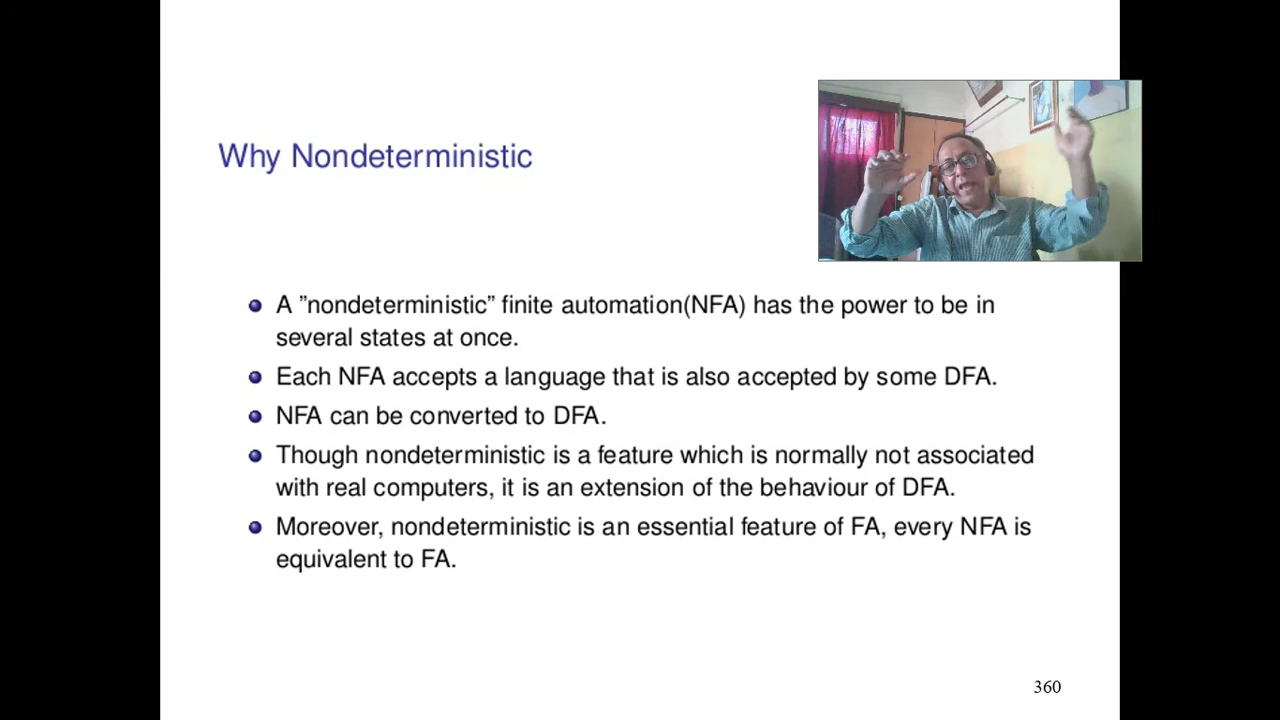 Why Nondeterministic
A ”nondeterministic” finite automation(NFA) has the power to be in
several states at once.
Each NFA accepts a language that is also accepted by some DFA.
NFA can be converted to DFA.
Though nondeterministic is a feature which is normally not associated
with real computers, it is an extension of the behaviour of DFA.
Moreover, nondeterministic is an essential feature of FA, every NFA is
equivalent to FA.
360